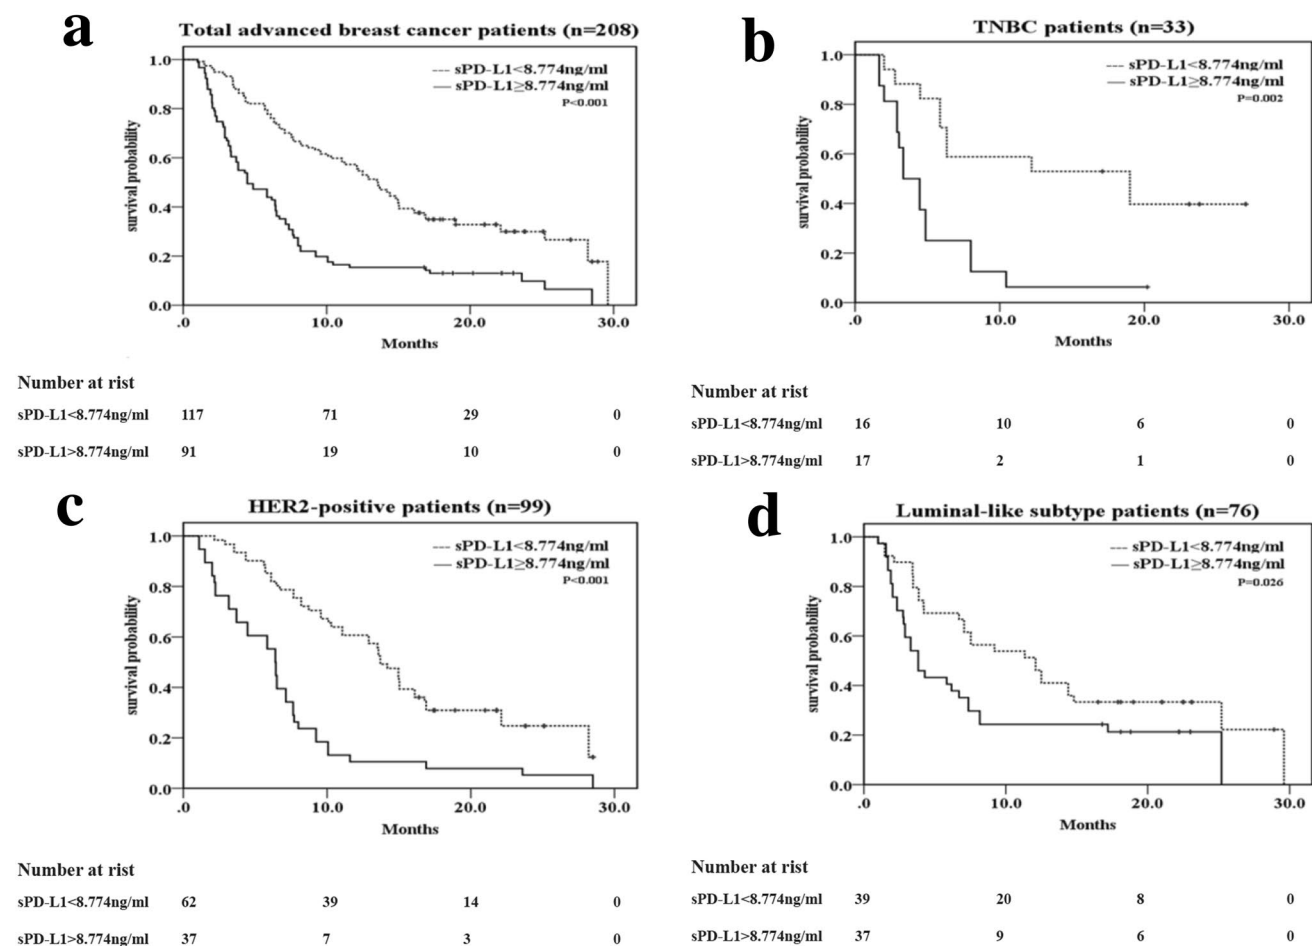 a
Total advanced breast cancer patients (n=208)
sPD-L1<8.774ng/ml
sPD-L1≥8.774ng/ml
P<0.001
survival probability
1.0
0.8
0.6
0.4
0.2
0.0
.0 10.0 20.0 30.0
Months
Number at rist
sPD-L1<8.774ng/ml 117 71 29 0
sPD-L1>8.774ng/ml 91 19 10 0
b
TNBC patients (n=33)
sPD-L1<8.774ng/ml
sPD-L1≥8.774ng/ml
P=0.002
survival probability
1.0
0.8
0.6
0.4
0.2
0.0
.0 10.0 20.0 30.0
Months
Number at rist
sPD-L1<8.774ng/ml 16 10 6 0
sPD-L1>8.774ng/ml 17 2 1 0
c
HER2-positive patients (n=99)
sPD-L1<8.774ng/ml
sPD-L1≥8.774ng/ml
P<0.001
survival probability
1.0
0.8
0.6
0.4
0.2
0.0
.0 10.0 20.0 30.0
Months
Number at rist
sPD-L1<8.774ng/ml 62 39 14 0
sPD-L1>8.774ng/ml 37 7 3 0
d
Luminal-like subtype patients (n=76)
sPD-L1<8.774ng/ml
sPD-L1≥8.774ng/ml
P=0.026
survival probability
1.0
0.8
0.6
0.4
0.2
0.0
.0 10.0 20.0 30.0
Months
Number at rist
sPD-L1<8.774ng/ml 39 20 8 0
sPD-L1>8.774ng/ml 37 9 6 0